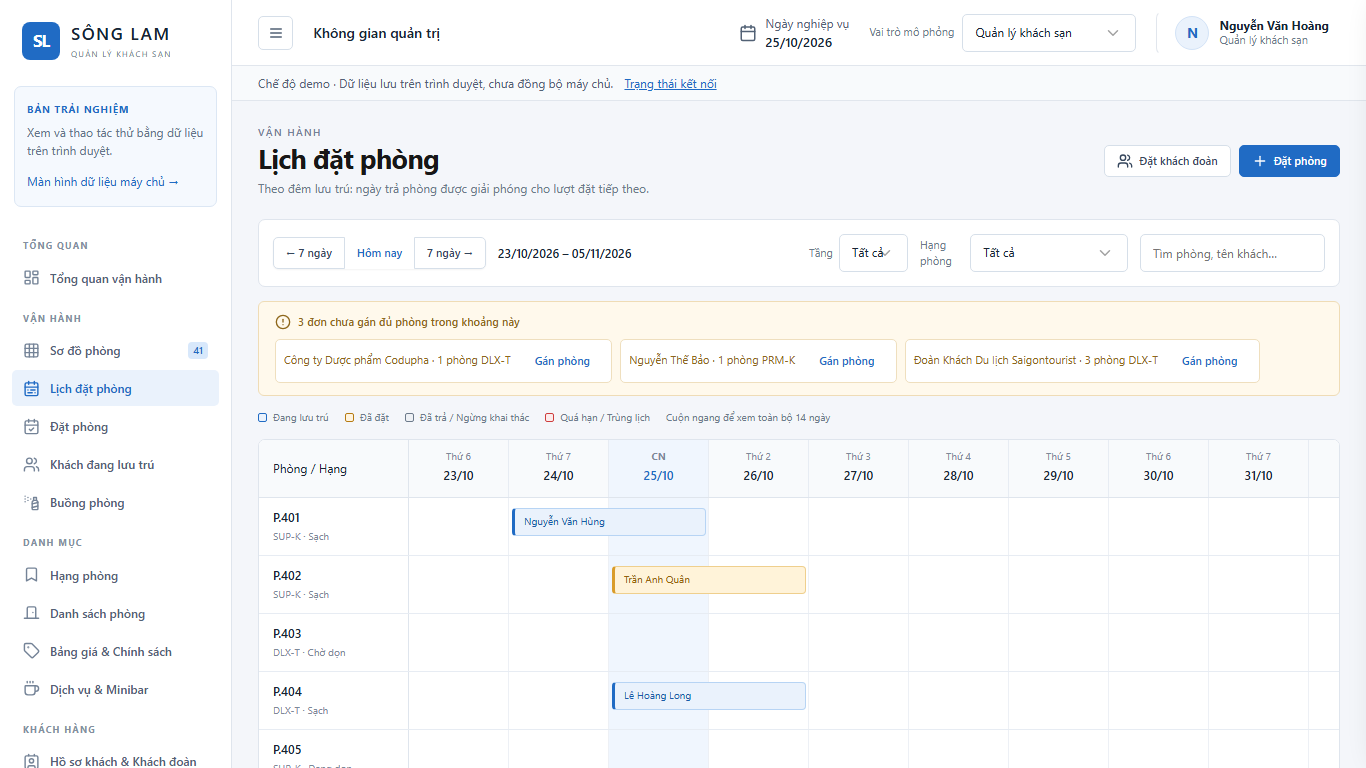 SL
SÔNG LAM
QUẢN LÝ KHÁCH SẠN
BẢN TRẢI NGHIỆM
Xem và thao tác thử bằng dữ liệu
trên trình duyệt.
Màn hình dữ liệu máy chủ →
TỔNG QUAN
Tổng quan vận hành
VẬN HÀNH
Sơ đồ phòng
41
Lịch đặt phòng
Đặt phòng
Khách đang lưu trú
Buồng phòng
DANH MỤC
Hạng phòng
Danh sách phòng
Bảng giá & Chính sách
Dịch vụ & Minibar
KHÁCH HÀNG
Hồ sơ khách & Khách đoàn
Không gian quản trị
Ngày nghiệp vụ
25/10/2026
Vai trò mô phỏng
Quản lý khách sạn
N
Nguyễn Văn Hoàng
Quản lý khách sạn
Chế độ demo · Dữ liệu lưu trên trình duyệt, chưa đồng bộ máy chủ. Trạng thái kết nối
VẬN HÀNH
Lịch đặt phòng
Theo đêm lưu trú: ngày trả phòng được giải phóng cho lượt đặt tiếp theo.
Đặt khách đoàn
+ Đặt phòng
← 7 ngày
Hôm nay
7 ngày →
23/10/2026 – 05/11/2026
Tầng
Tất cả
Hạng
phòng
Tất cả
Tìm phòng, tên khách...
3 đơn chưa gán đủ phòng trong khoảng này
Công ty Dược phẩm Codupha · 1 phòng DLX-T
Gán phòng
Nguyễn Thế Bảo · 1 phòng PRM-K
Gán phòng
Đoàn Khách Du lịch Saigontourist · 3 phòng DLX-T
Gán phòng
Đang lưu trú
Đã đặt
Đã trả / Ngừng khai thác
Quá hạn / Trùng lịch
Cuộn ngang để xem toàn bộ 14 ngày
Phòng / Hạng
Thứ 6
23/10
Thứ 7
24/10
CN
25/10
Thứ 2
26/10
Thứ 3
27/10
Thứ 4
28/10
Thứ 5
29/10
Thứ 6
30/10
Thứ 7
31/10
P.401
SUP-K · Sạch
Nguyễn Văn Hùng
P.402
SUP-K · Sạch
Trần Anh Quân
P.403
DLX-T · Chờ dọn
P.404
DLX-T · Sạch
Lê Hoàng Long
P.405
SUP-K · Đang dọn